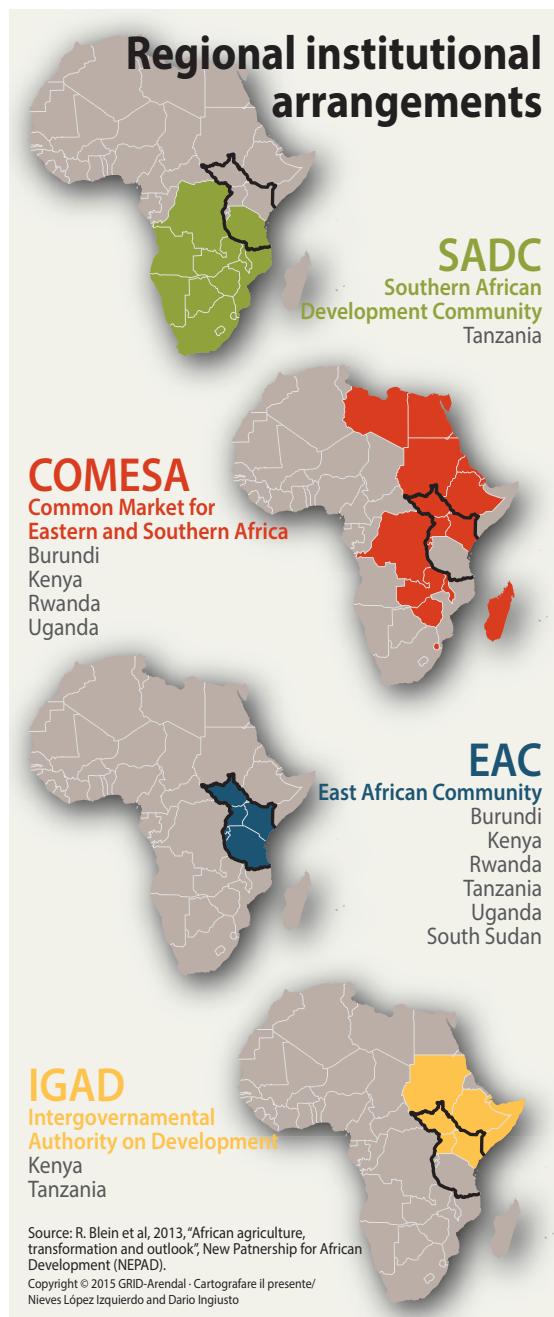 Regional institutional
arrangements
SADC
Southern African
Development Community
Tanzania
COMESA
Common Market for
Eastern and Southern Africa
Burundi
Kenya
Rwanda
Uganda
EAC
East African Community
Burundi
Kenya
Rwanda
Tanzania
Uganda
South Sudan
IGAD
Intergovernamental
Authority on Development
Kenya
Tanzania
Source: R. Blein et al, 2013, “African agriculture,
transformation and outlook”, New Patnership for African
Development (NEPAD).
Copyright © 2015 GRID-Arendal · Cartografare il presente/
Nieves López Izquierdo and Dario Ingiusto